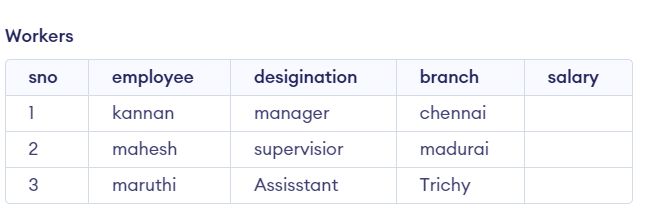 Workers
sno employee desigination branch salary
1 kannan manager chennai
2 mahesh supervisior madurai
3 maruthi Assisstant Trichy